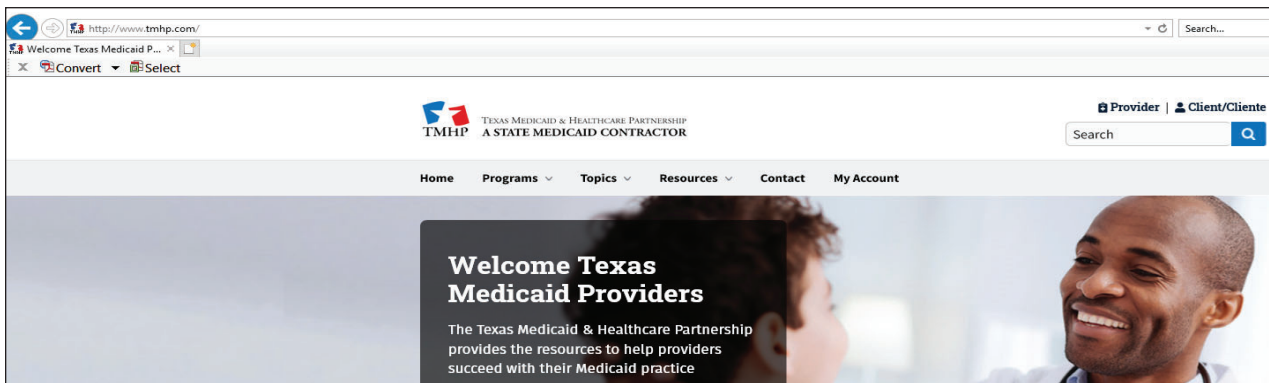 http://www.tmhp.com/
Search...
Welcome Texas Medicaid P...
Convert
Select
Provider | Client/Cliente
TMHP
TEXAS MEDICAID & HEALTHCARE PARTNERSHIP
A STATE MEDICAID CONTRACTOR
Search
Home Programs Topics Resources Contact My Account
Welcome Texas
Medicaid Providers
The Texas Medicaid & Healthcare Partnership
provides the resources to help providers
succeed with their Medicaid practice